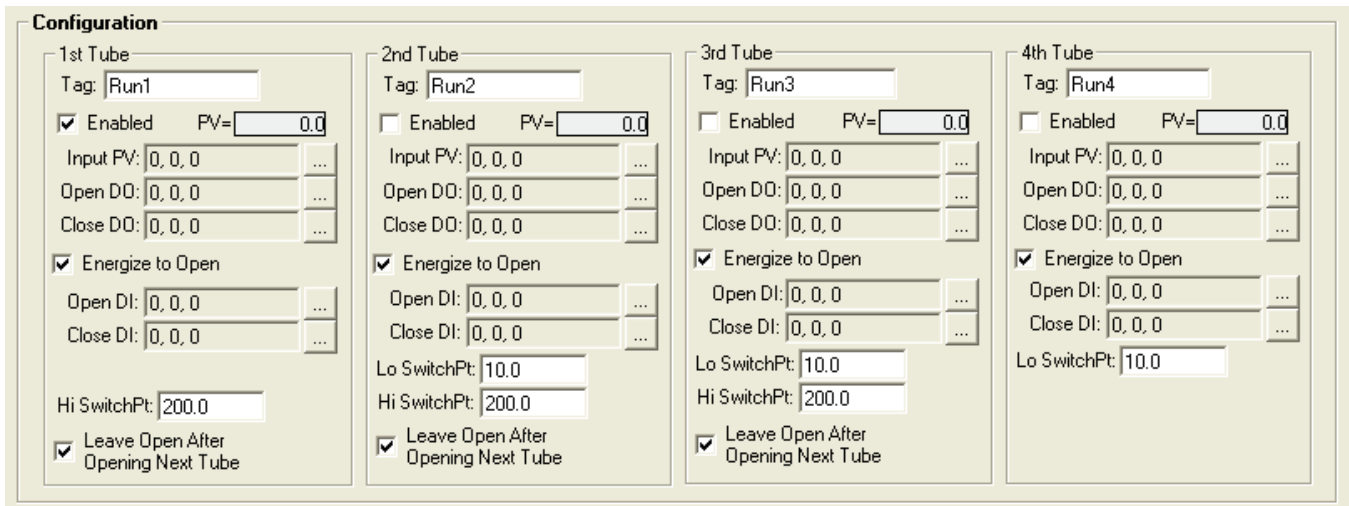 Configuration
1st Tube
Tag: Run1
Enabled PV= 0.0
Input PV: 0, 0, 0 ...
Open DO: 0, 0, 0 ...
Close DO: 0, 0, 0 ...
Energize to Open
Open DI: 0, 0, 0 ...
Close DI: 0, 0, 0 ...
Hi SwitchPt: 200.0
Leave Open After
Opening Next Tube
2nd Tube
Tag: Run2
Enabled PV= 0.0
Input PV: 0, 0, 0 ...
Open DO: 0, 0, 0 ...
Close DO: 0, 0, 0 ...
Energize to Open
Open DI: 0, 0, 0 ...
Close DI: 0, 0, 0 ...
Lo SwitchPt: 10.0
Hi SwitchPt: 200.0
Leave Open After
Opening Next Tube
3rd Tube
Tag: Run3
Enabled PV= 0.0
Input PV: 0, 0, 0 ...
Open DO: 0, 0, 0 ...
Close DO: 0, 0, 0 ...
Energize to Open
Open DI: 0, 0, 0 ...
Close DI: 0, 0, 0 ...
Lo SwitchPt: 10.0
Hi SwitchPt: 200.0
Leave Open After
Opening Next Tube
4th Tube
Tag: Run4
Enabled PV= 0.0
Input PV: 0, 0, 0 ...
Open DO: 0, 0, 0 ...
Close DO: 0, 0, 0 ...
Energize to Open
Open DI: 0, 0, 0 ...
Close DI: 0, 0, 0 ...
Lo SwitchPt: 10.0